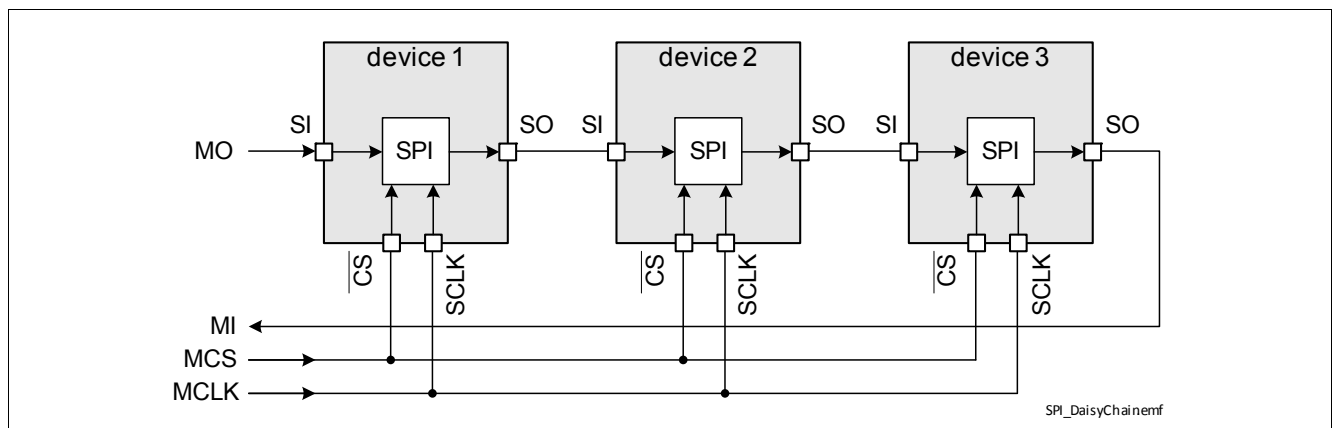 device 1
device 2
device 3
SI
SO
SI
SO
SI
SO
MO
SPI
SPI
SPI
CS
SCLK
CS
SCLK
CS
SCLK
MI
MCS
MCLK
SPI_DaisyChainemf